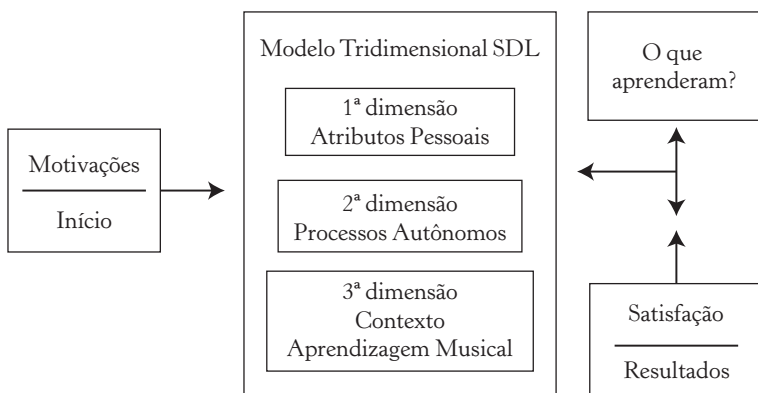 Motivações
Início
Modelo Tridimensional SDL
1ª dimensão
Atributos Pessoais
2ª dimensão
Processos Autônomos
3ª dimensão
Contexto
Aprendizagem Musical
O que
aprenderam?
Satisfação
Resultados